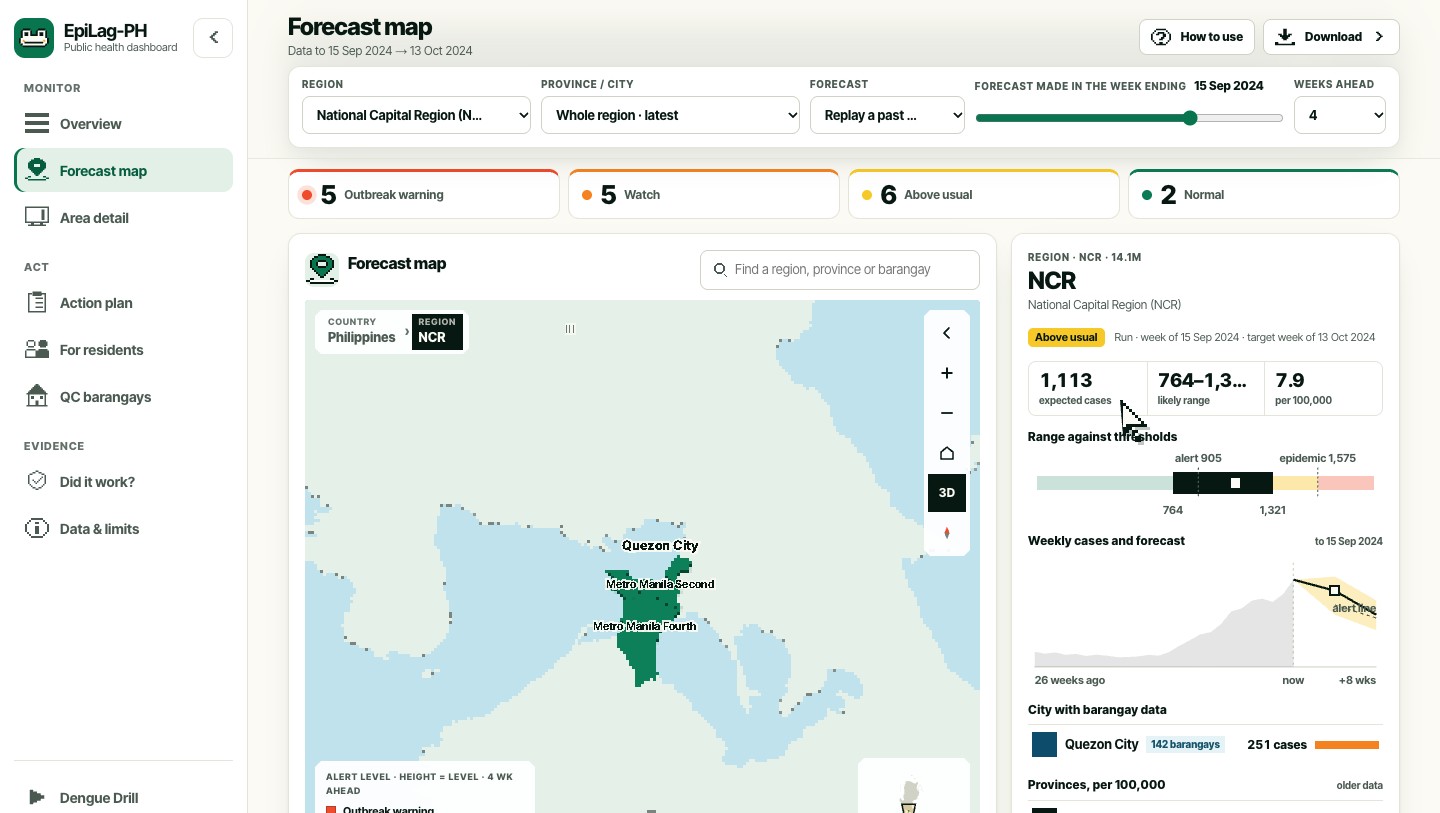 EpiLag-PH
Public health dashboard
MONITOR
Overview
Forecast map
Area detail
ACT
Action plan
For residents
QC barangays
EVIDENCE
Did it work?
Data & limits
Dengue Drill
Forecast map
Data to 15 Sep 2024 → 13 Oct 2024
How to use
Download
REGION
National Capital Region (N...
PROVINCE / CITY
Whole region · latest
FORECAST
Replay a past ...
FORECAST MADE IN THE WEEK ENDING 15 Sep 2024
WEEKS AHEAD
4
5 Outbreak warning
5 Watch
6 Above usual
2 Normal
Forecast map
Find a region, province or barangay
COUNTRY
Philippines
›
REGION
NCR
3D
Quezon City
Metro Manila Second
Metro Manila Fourth
ALERT LEVEL · HEIGHT = LEVEL · 4 WK
AHEAD
Outbreak warning
REGION · NCR · 14.1M
NCR
National Capital Region (NCR)
Above usual
Run · week of 15 Sep 2024 · target week of 13 Oct 2024
1,113
expected cases
764–1,3...
likely range
7.9
per 100,000
Range against thresholds
alert 905
epidemic 1,575
764
1,321
Weekly cases and forecast
to 15 Sep 2024
alert line
26 weeks ago
now
+8 wks
City with barangay data
Quezon City
142 barangays
251 cases
Provinces, per 100,000
older data